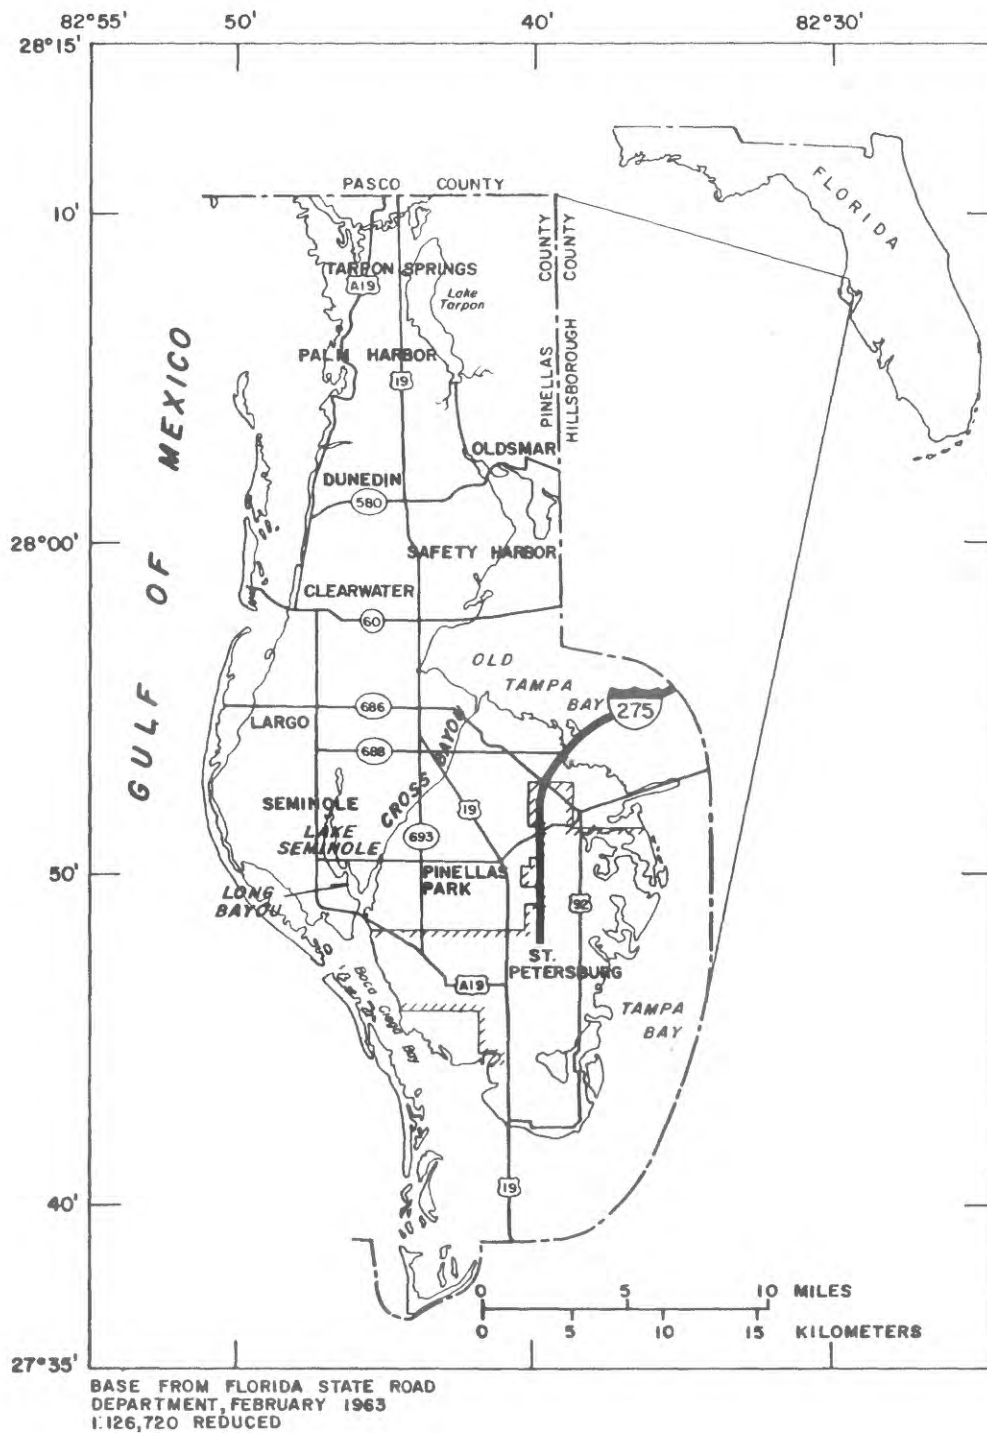 82°55'
50'
40'
82°30'
28°15'
PASCO COUNTY
10'
FLORIDA
COUNTY
COUNTY
PINELLAS
HILLSBOROUGH
TARPON SPRINGS
A19
Lake
Tarpon
PALM HARBOR
19
GULF OF MEXICO
OLDSMAR
DUNEDIN
580
28°00'
SAFETY HARBOR
CLEARWATER
60
OLD
TAMPA
BAY
275
686
LARGO
688
CROSS BAYOU
SEMINOLE
19
LAKE
SEMINOLE
693
50'
PINELLAS
PARK
LONG
BAYOU
92
ST.
PETERSBURG
A19
Boca Ciega Bay
TAMPA
BAY
19
40'
0 5 10 MILES
0 5 10 15 KILOMETERS
27°35'
BASE FROM FLORIDA STATE ROAD
DEPARTMENT, FEBRUARY 1963
1:126,720 REDUCED